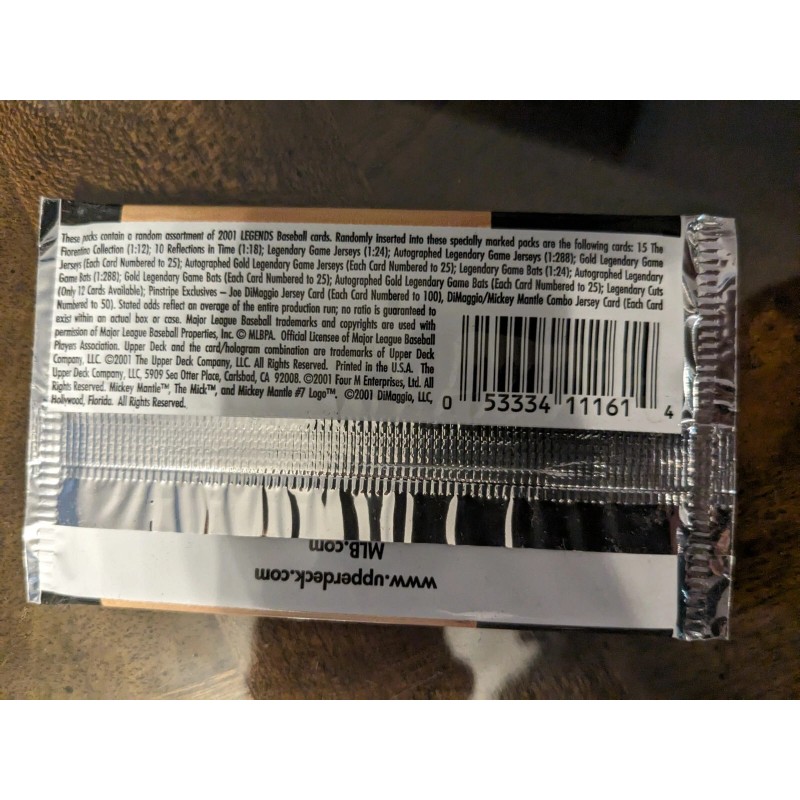 These packs contain a random assortment of 2001 LEGENDS Baseball cards. Randomly inserted into these specially marked packs are the following cards: 15 The
Fiorentino Collection (1:12); 10 Reflections in Time (1:18); Legendary Game Jerseys (1:24); Autographed Legendary Game Jerseys (1:288); Gold Legendary Game
Jerseys (Each Card Numbered to 25); Autographed Gold Legendary Game Jerseys (Each Card Numbered to 25); Legendary Game Bats (1:24); Autographed Legendary
Game Bats (1:288); Gold Legendary Game Bats (Each Card Numbered to 25); Autographed Gold Legendary Game Bats (Each Card Numbered to 25); Legendary Cuts
(Only 12 Cards Available); Pinstripe Exclusives – Joe DiMaggio Jersey Card (Each Card Numbered to 100), DiMaggio/Mickey Mantle Combo Jersey Card (Each Card
Numbered to 50). Stated odds reflect an average of the entire production run; no ratio is guaranteed to
exist within an actual box or case. Major League Baseball trademarks and copyrights are used with
permission of Major League Baseball Properties, Inc. © MLBPA. Official Licensee of Major League Baseball
Players Association. Upper Deck and the card/hologram combination are trademarks of Upper Deck
Company, LLC. ©2001 The Upper Deck Company, LLC. All Rights Reserved. Printed in the U.S.A. The
Upper Deck Company, LLC, 5909 Sea Otter Place, Carlsbad, CA 92008. ©2001 Four M Enterprises, Ltd. All
Rights Reserved. Mickey Mantle™, The Mick™, and Mickey Mantle #7 Logo™. ©2001 DiMaggio, LLC,
Hollywood, Florida. All Rights Reserved.
0 53334 11161 4
MLB.com
www.upperdeck.com